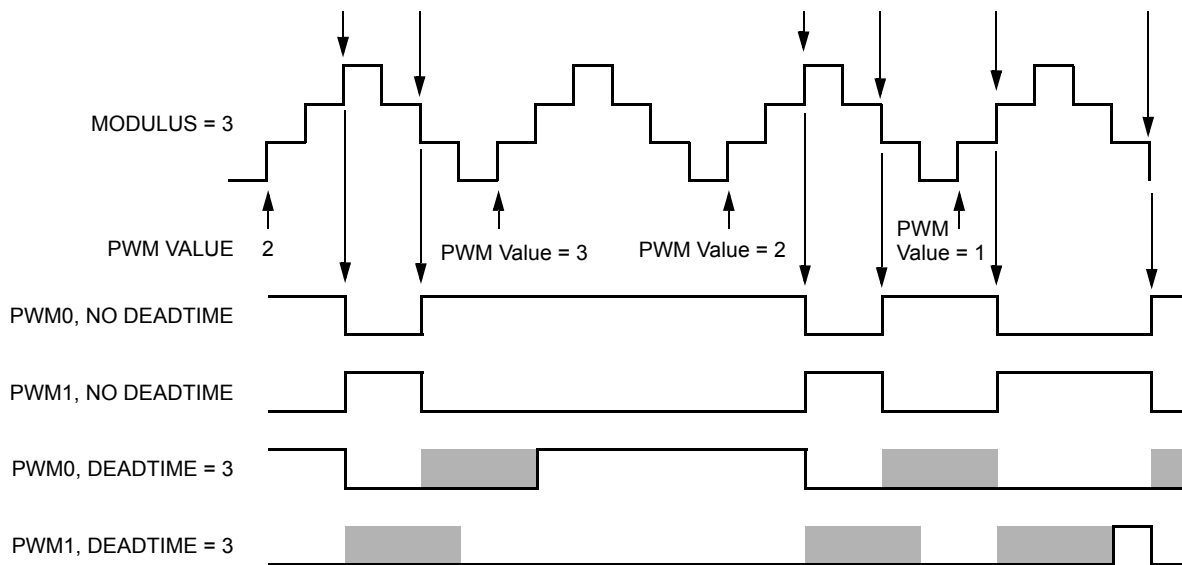 MODULUS = 3
PWM VALUE 2
PWM Value = 3
PWM Value = 2
PWM
Value = 1
PWM0, NO DEADTIME
PWM1, NO DEADTIME
PWM0, DEADTIME = 3
PWM1, DEADTIME = 3